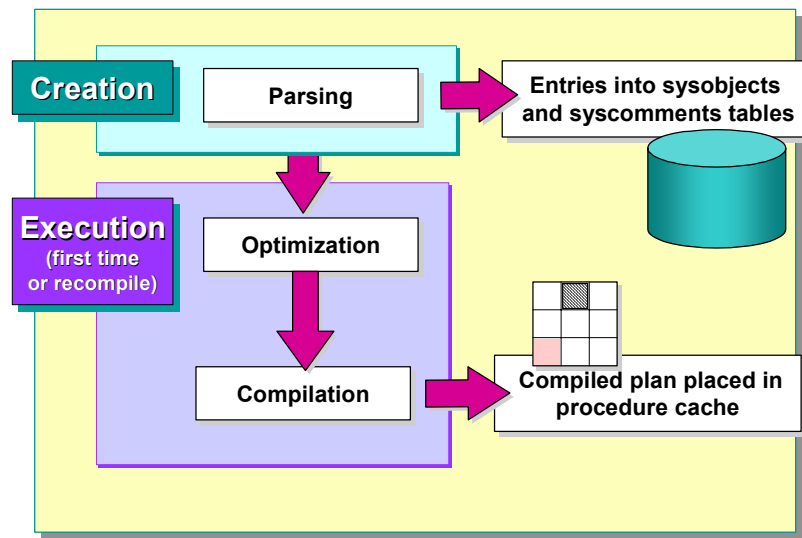 Creation
Parsing
Entries into sysobjects
and syscomments tables
Execution
(first time
or recompile)
Optimization
Compilation
Compiled plan placed in
procedure cache